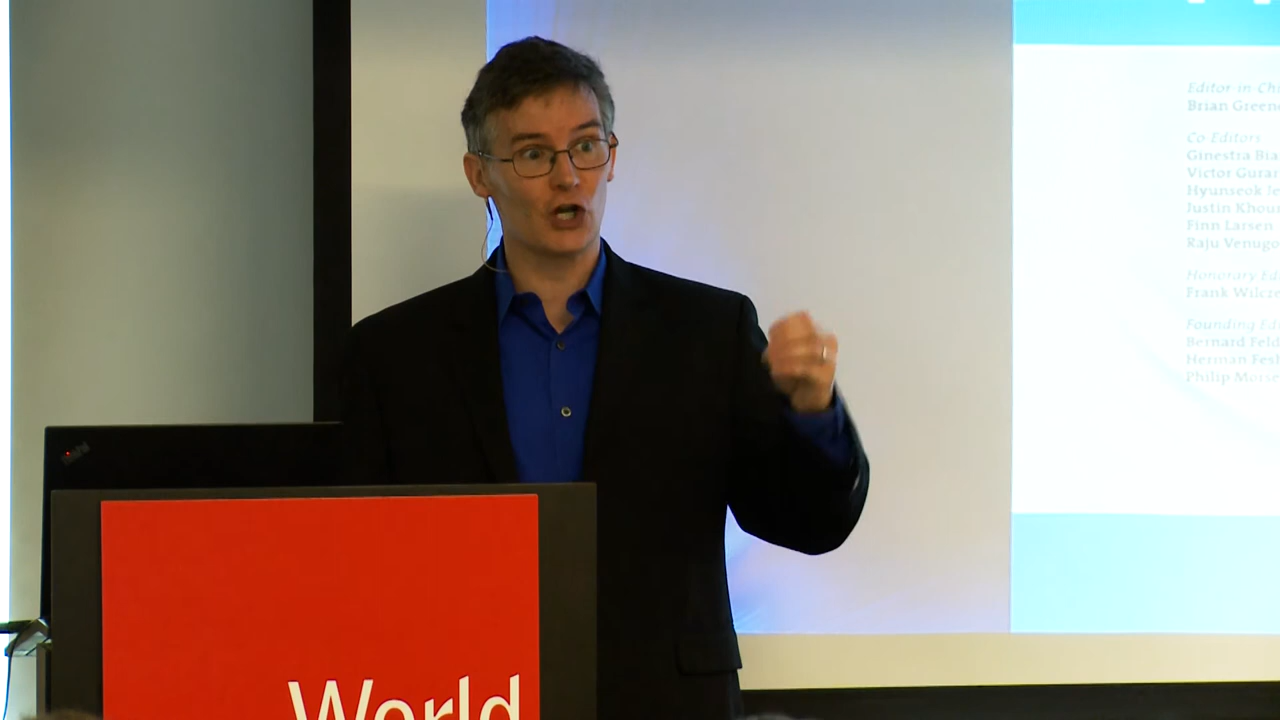 Editor-in-Chi
Brian Greene
Co Editors
Ginestra Bia
Victor Gurar
Hyunseok Je
Justin Khour
Finn Larsen
Raju Venugo
Honorary Ed
Frank Wilcze
Founding Edi
Bernard Feld
Herman Fesh
Philip Morse
World